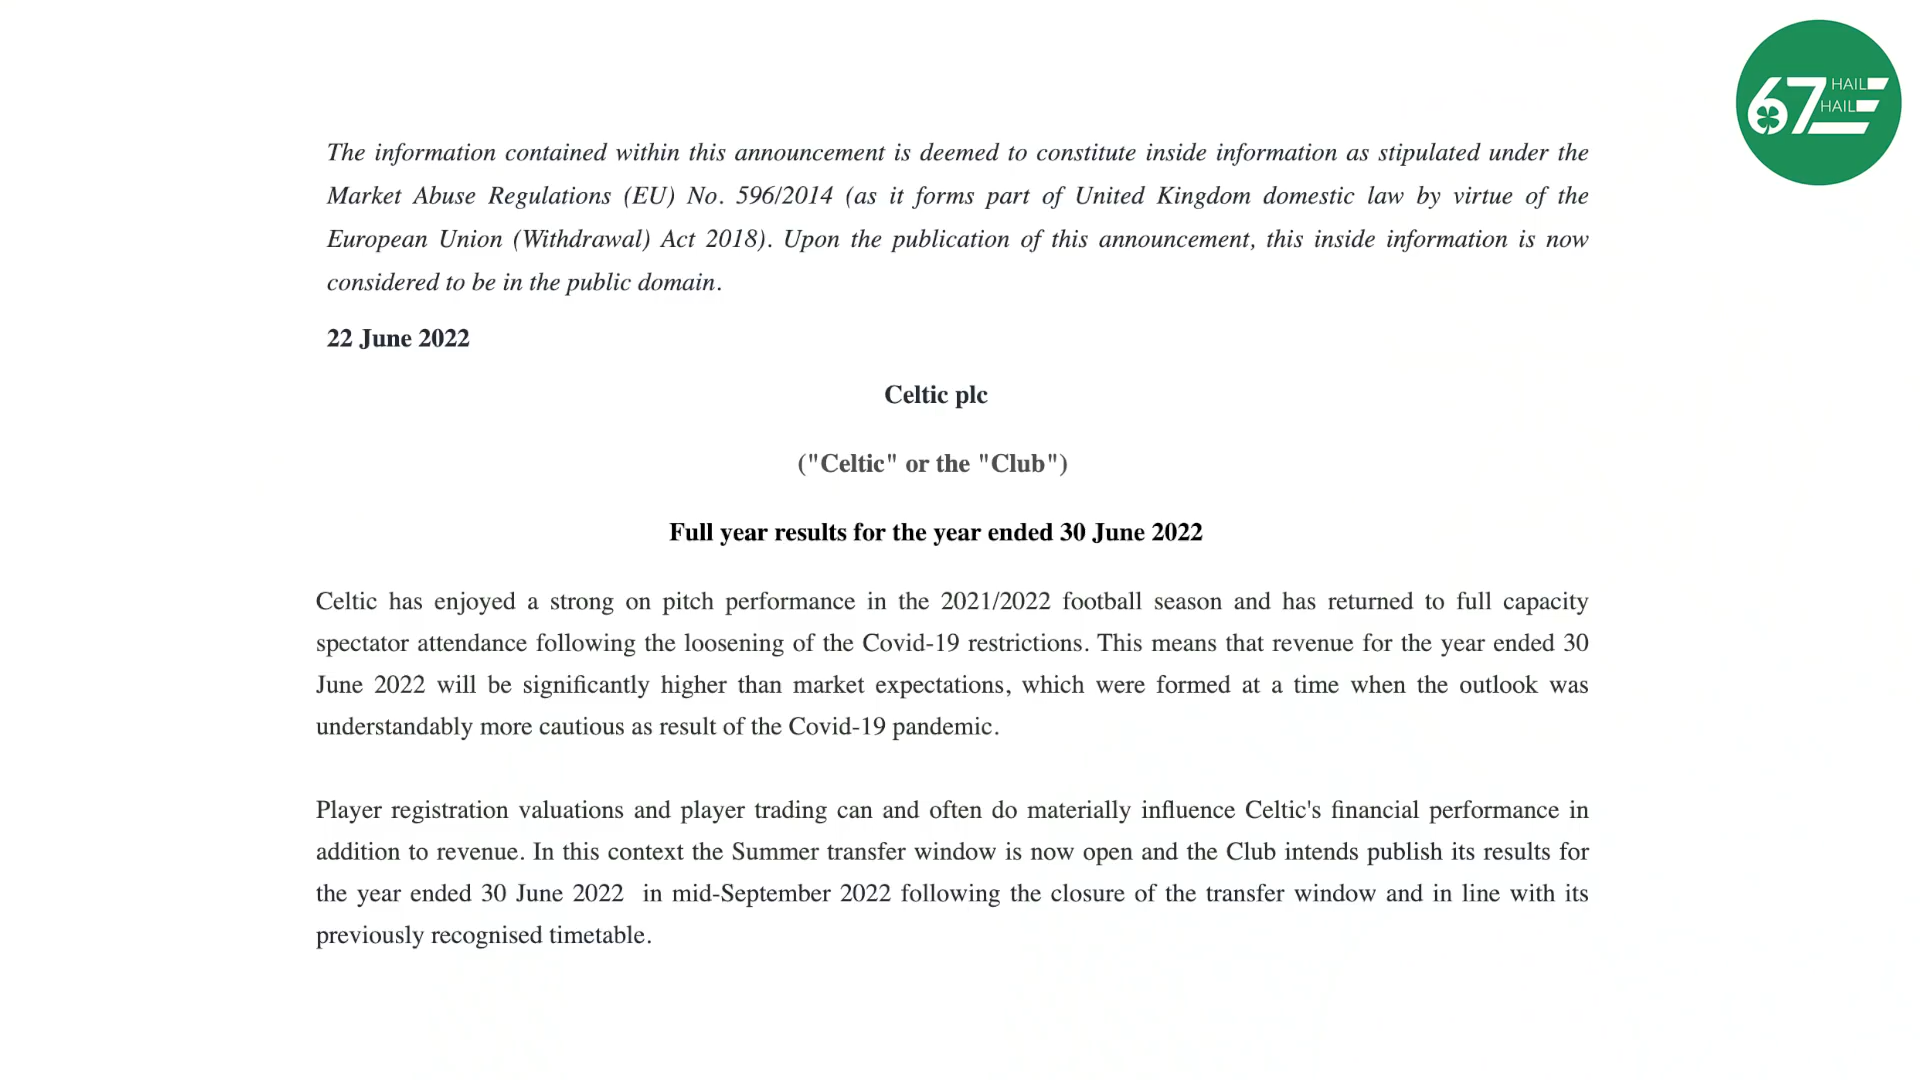 67 HAIL
HAIL
The information contained within this announcement is deemed to constitute inside information as stipulated under the
Market Abuse Regulations (EU) No. 596/2014 (as it forms part of United Kingdom domestic law by virtue of the
European Union (Withdrawal) Act 2018). Upon the publication of this announcement, this inside information is now
considered to be in the public domain.
22 June 2022
Celtic plc
("Celtic" or the "Club")
Full year results for the year ended 30 June 2022
Celtic has enjoyed a strong on pitch performance in the 2021/2022 football season and has returned to full capacity
spectator attendance following the loosening of the Covid-19 restrictions. This means that revenue for the year ended 30
June 2022 will be significantly higher than market expectations, which were formed at a time when the outlook was
understandably more cautious as result of the Covid-19 pandemic.
Player registration valuations and player trading can and often do materially influence Celtic's financial performance in
addition to revenue. In this context the Summer transfer window is now open and the Club intends publish its results for
the year ended 30 June 2022 in mid-September 2022 following the closure of the transfer window and in line with its
previously recognised timetable.